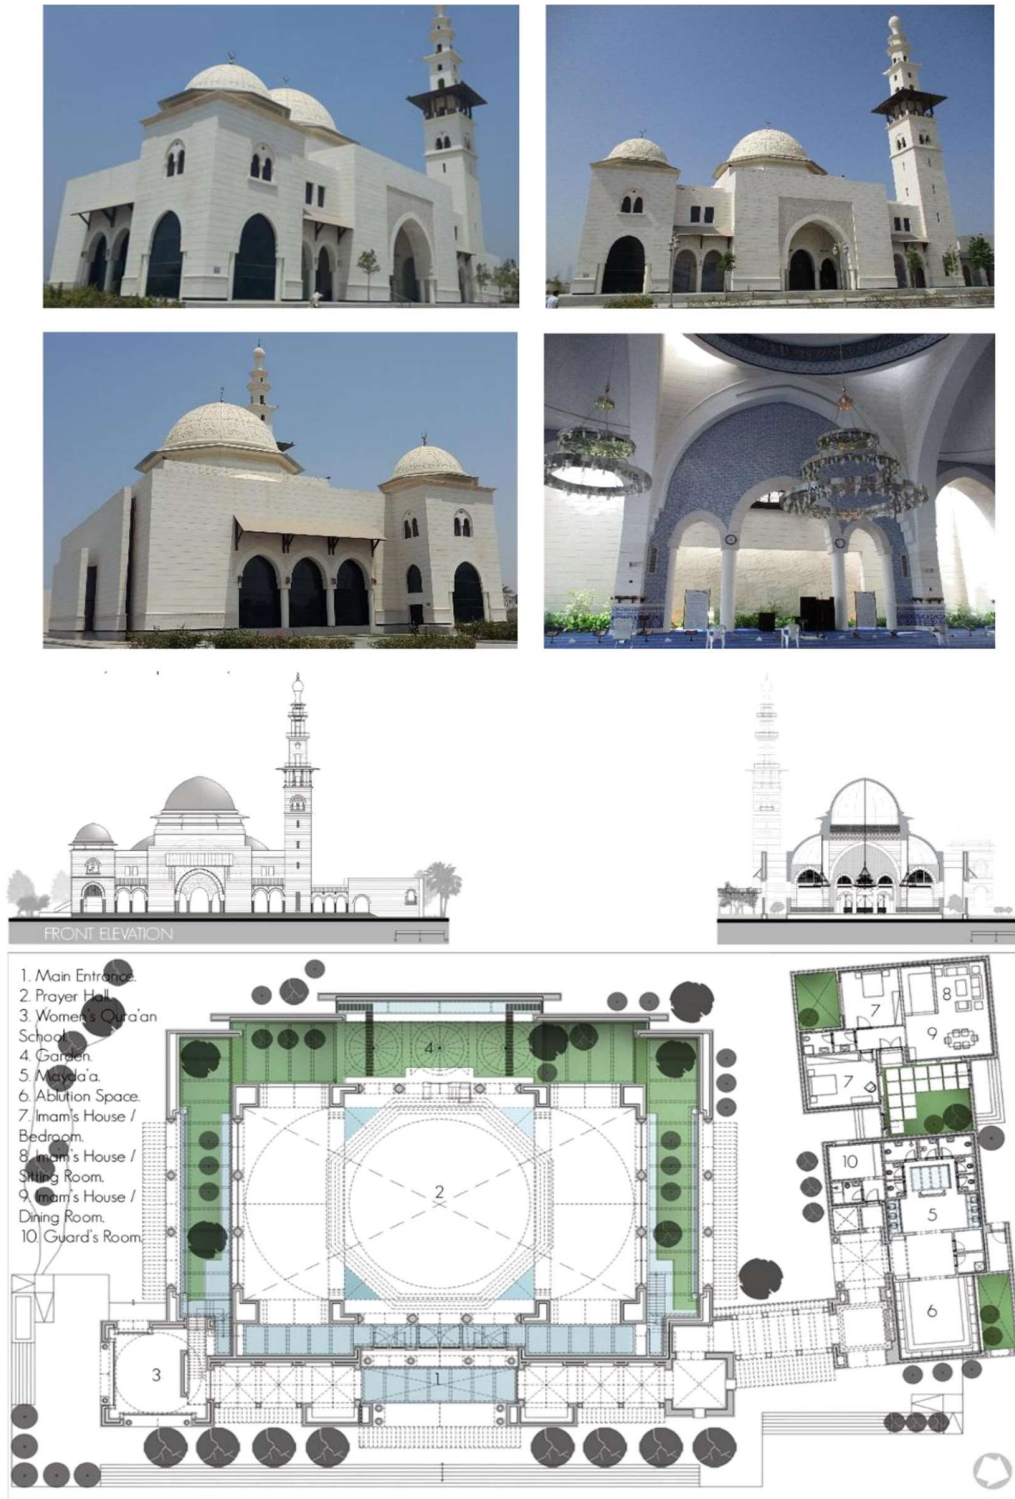 FRONT ELEVATION
1. Main Entrance.
2. Prayer Hall.
3. Women's Qura'an
School.
4. Garden.
5. Mayda'a.
6. Ablution Space.
7. Imam's House /
Bedroom.
8. Imam's House /
Sitting Room.
9. Imam's House /
Dining Room.
10. Guard's Room.
7
8
9
4
7
10
2
5
6
3
1